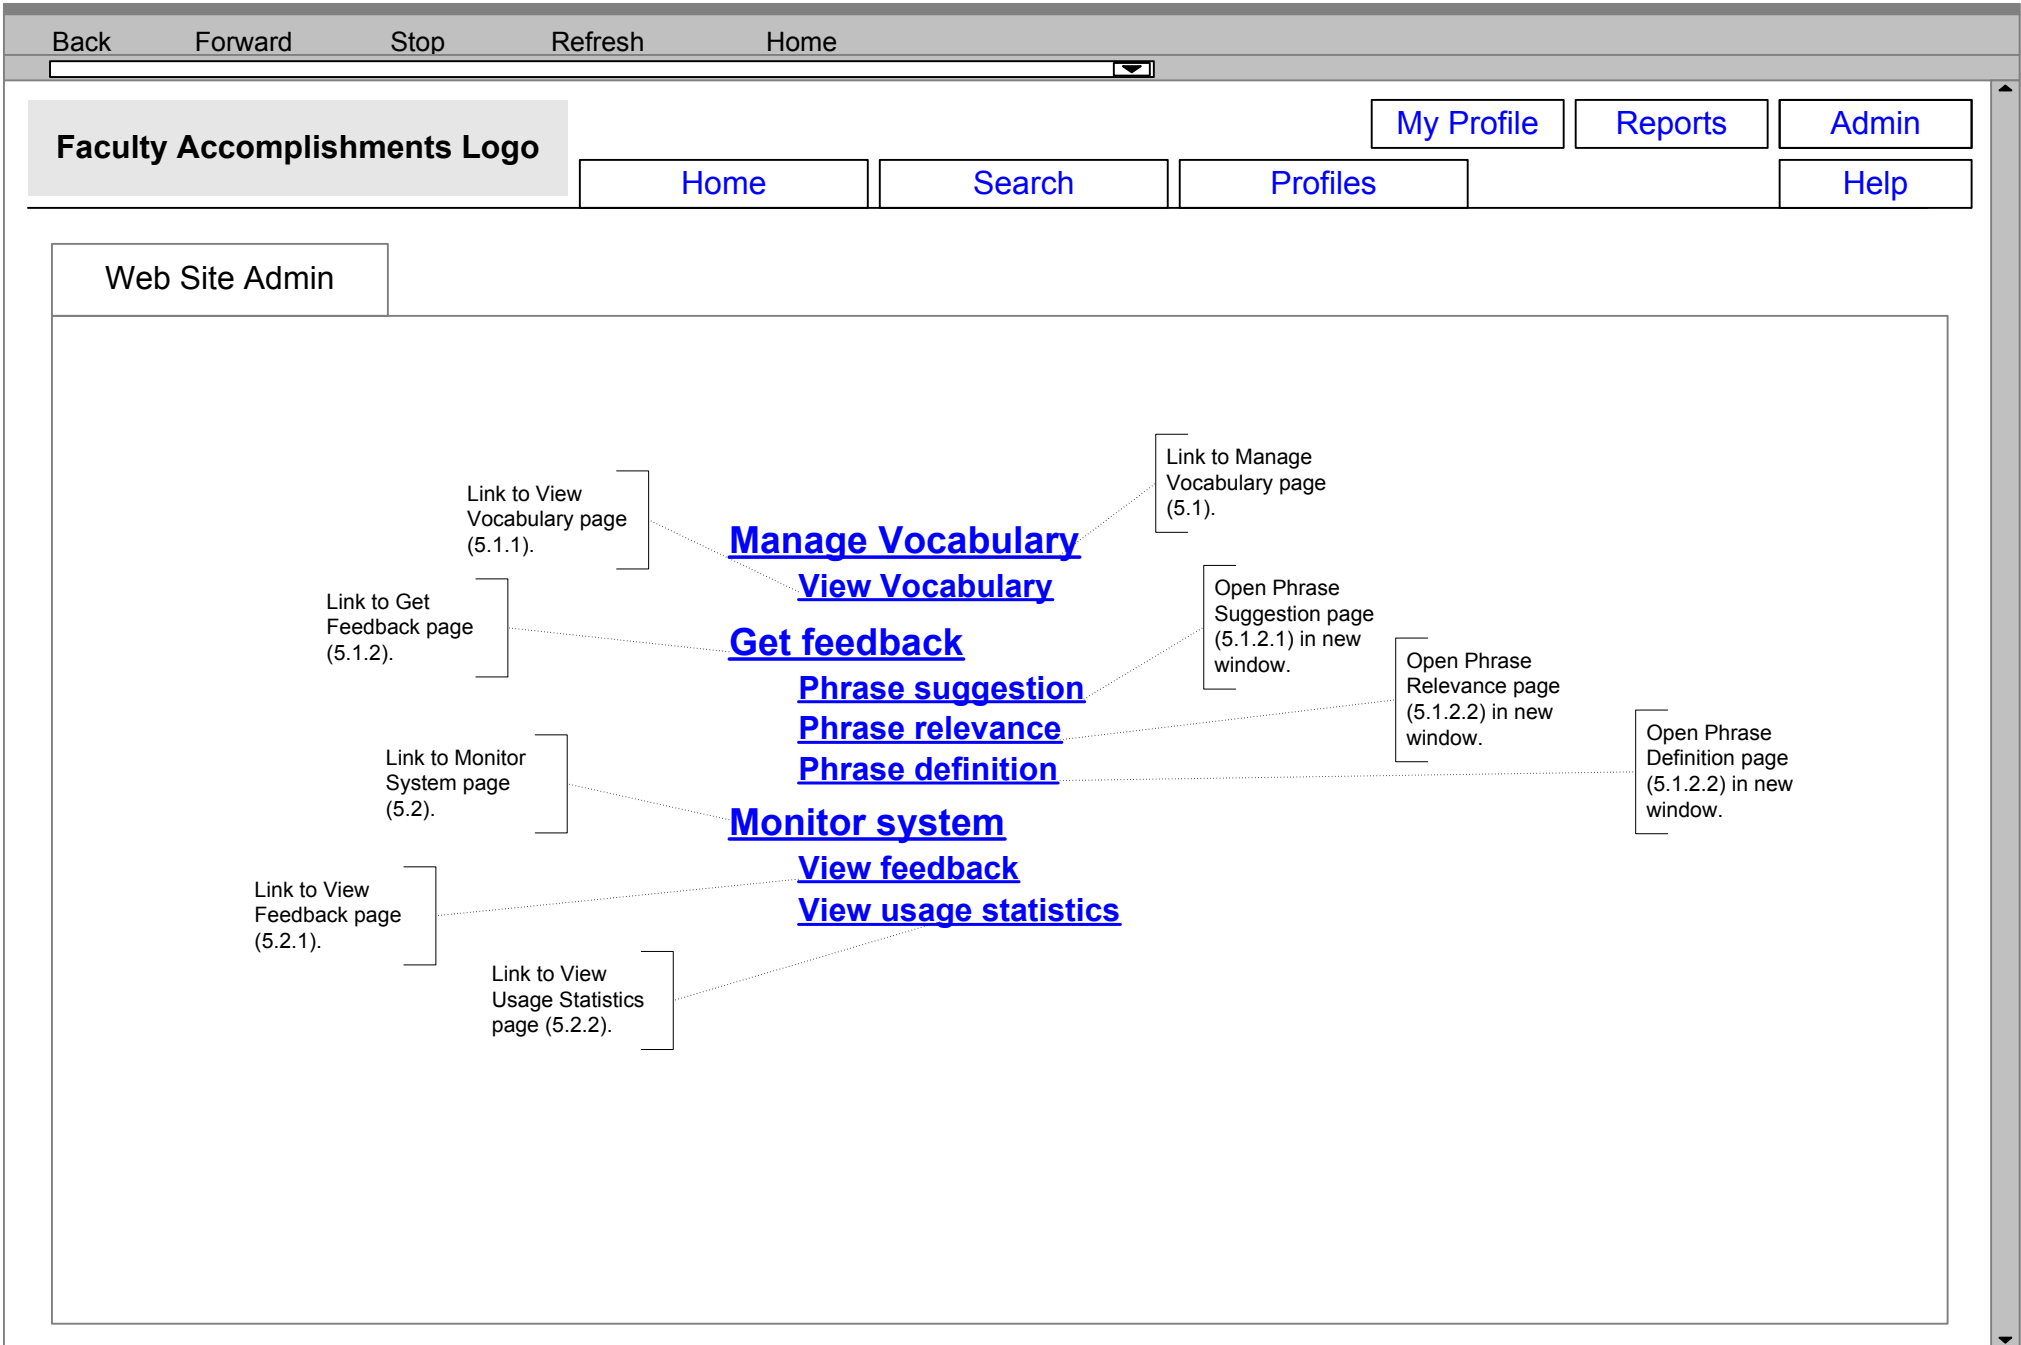 Back Forward Stop Refresh Home
Faculty Accomplishments Logo
My Profile Reports Admin
Home Search Profiles Help
Web Site Admin
Link to Manage
Vocabulary page
(5.1).
Link to View
Vocabulary page
(5.1.1).
Manage Vocabulary
View Vocabulary
Link to Get
Feedback page
(5.1.2).
Get feedback
Open Phrase
Suggestion page
(5.1.2.1) in new
window.
Phrase suggestion
Open Phrase
Relevance page
(5.1.2.2) in new
window.
Phrase relevance
Open Phrase
Definition page
(5.1.2.2) in new
window.
Phrase definition
Link to Monitor
System page
(5.2).
Monitor system
View feedback
Link to View
Feedback page
(5.2.1).
View usage statistics
Link to View
Usage Statistics
page (5.2.2).